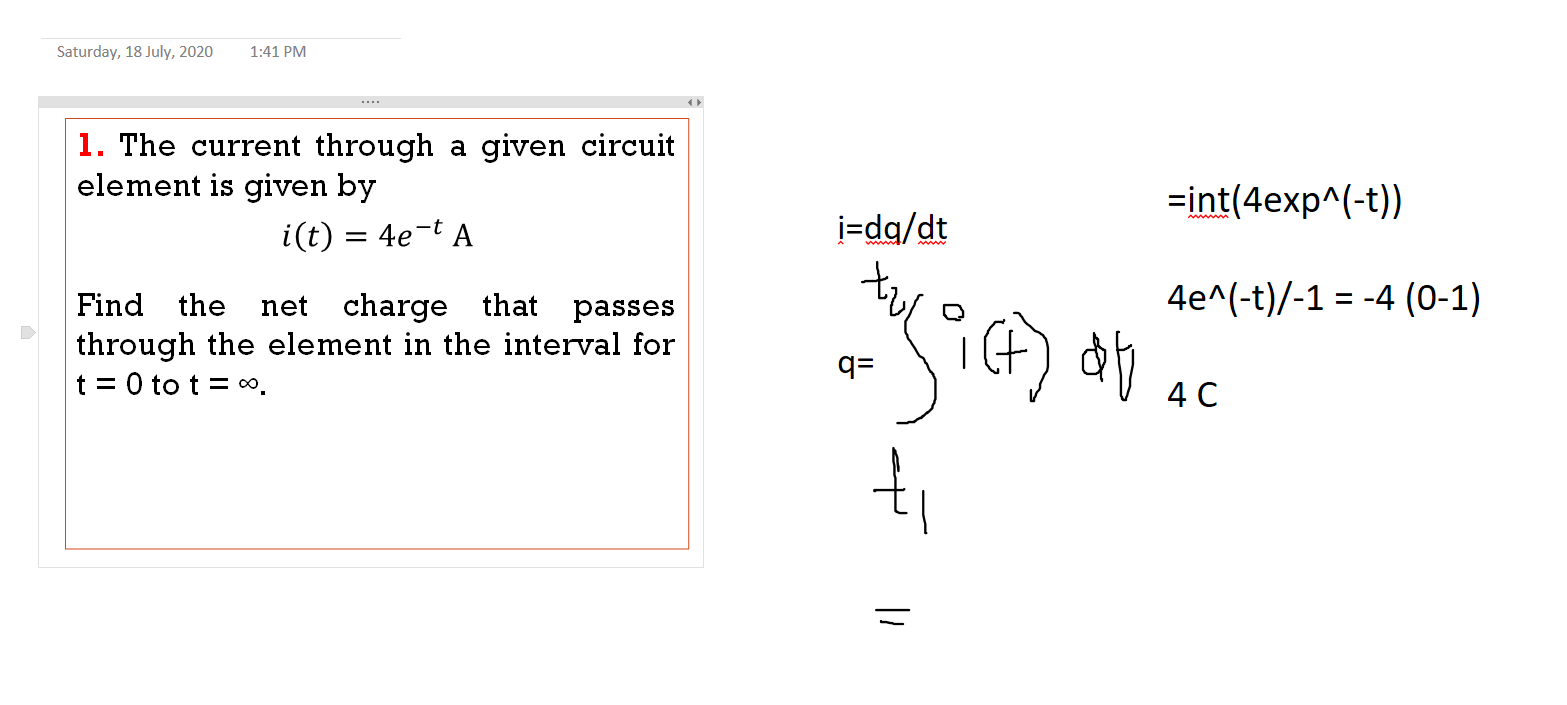 Saturday, 18 July, 2020 1:41 PM
1. The current through a given circuit
element is given by
i(t) = 4e^{-t} A
Find the net charge that passes
through the element in the interval for
t = 0 to t = ∞.
i=dq/dt
t2
q= ∫ i(t) dt
t1
=
=int(4exp^(-t))
4e^(-t)/-1 = -4 (0-1)
4 C